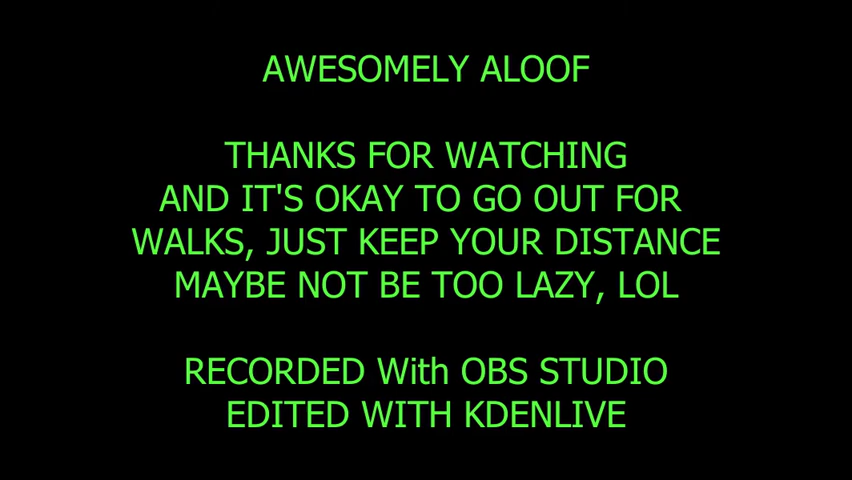 AWESOMELY ALOOF
THANKS FOR WATCHING
AND IT'S OKAY TO GO OUT FOR
WALKS, JUST KEEP YOUR DISTANCE
MAYBE NOT BE TOO LAZY, LOL
RECORDED With OBS STUDIO
EDITED WITH KDENLIVE